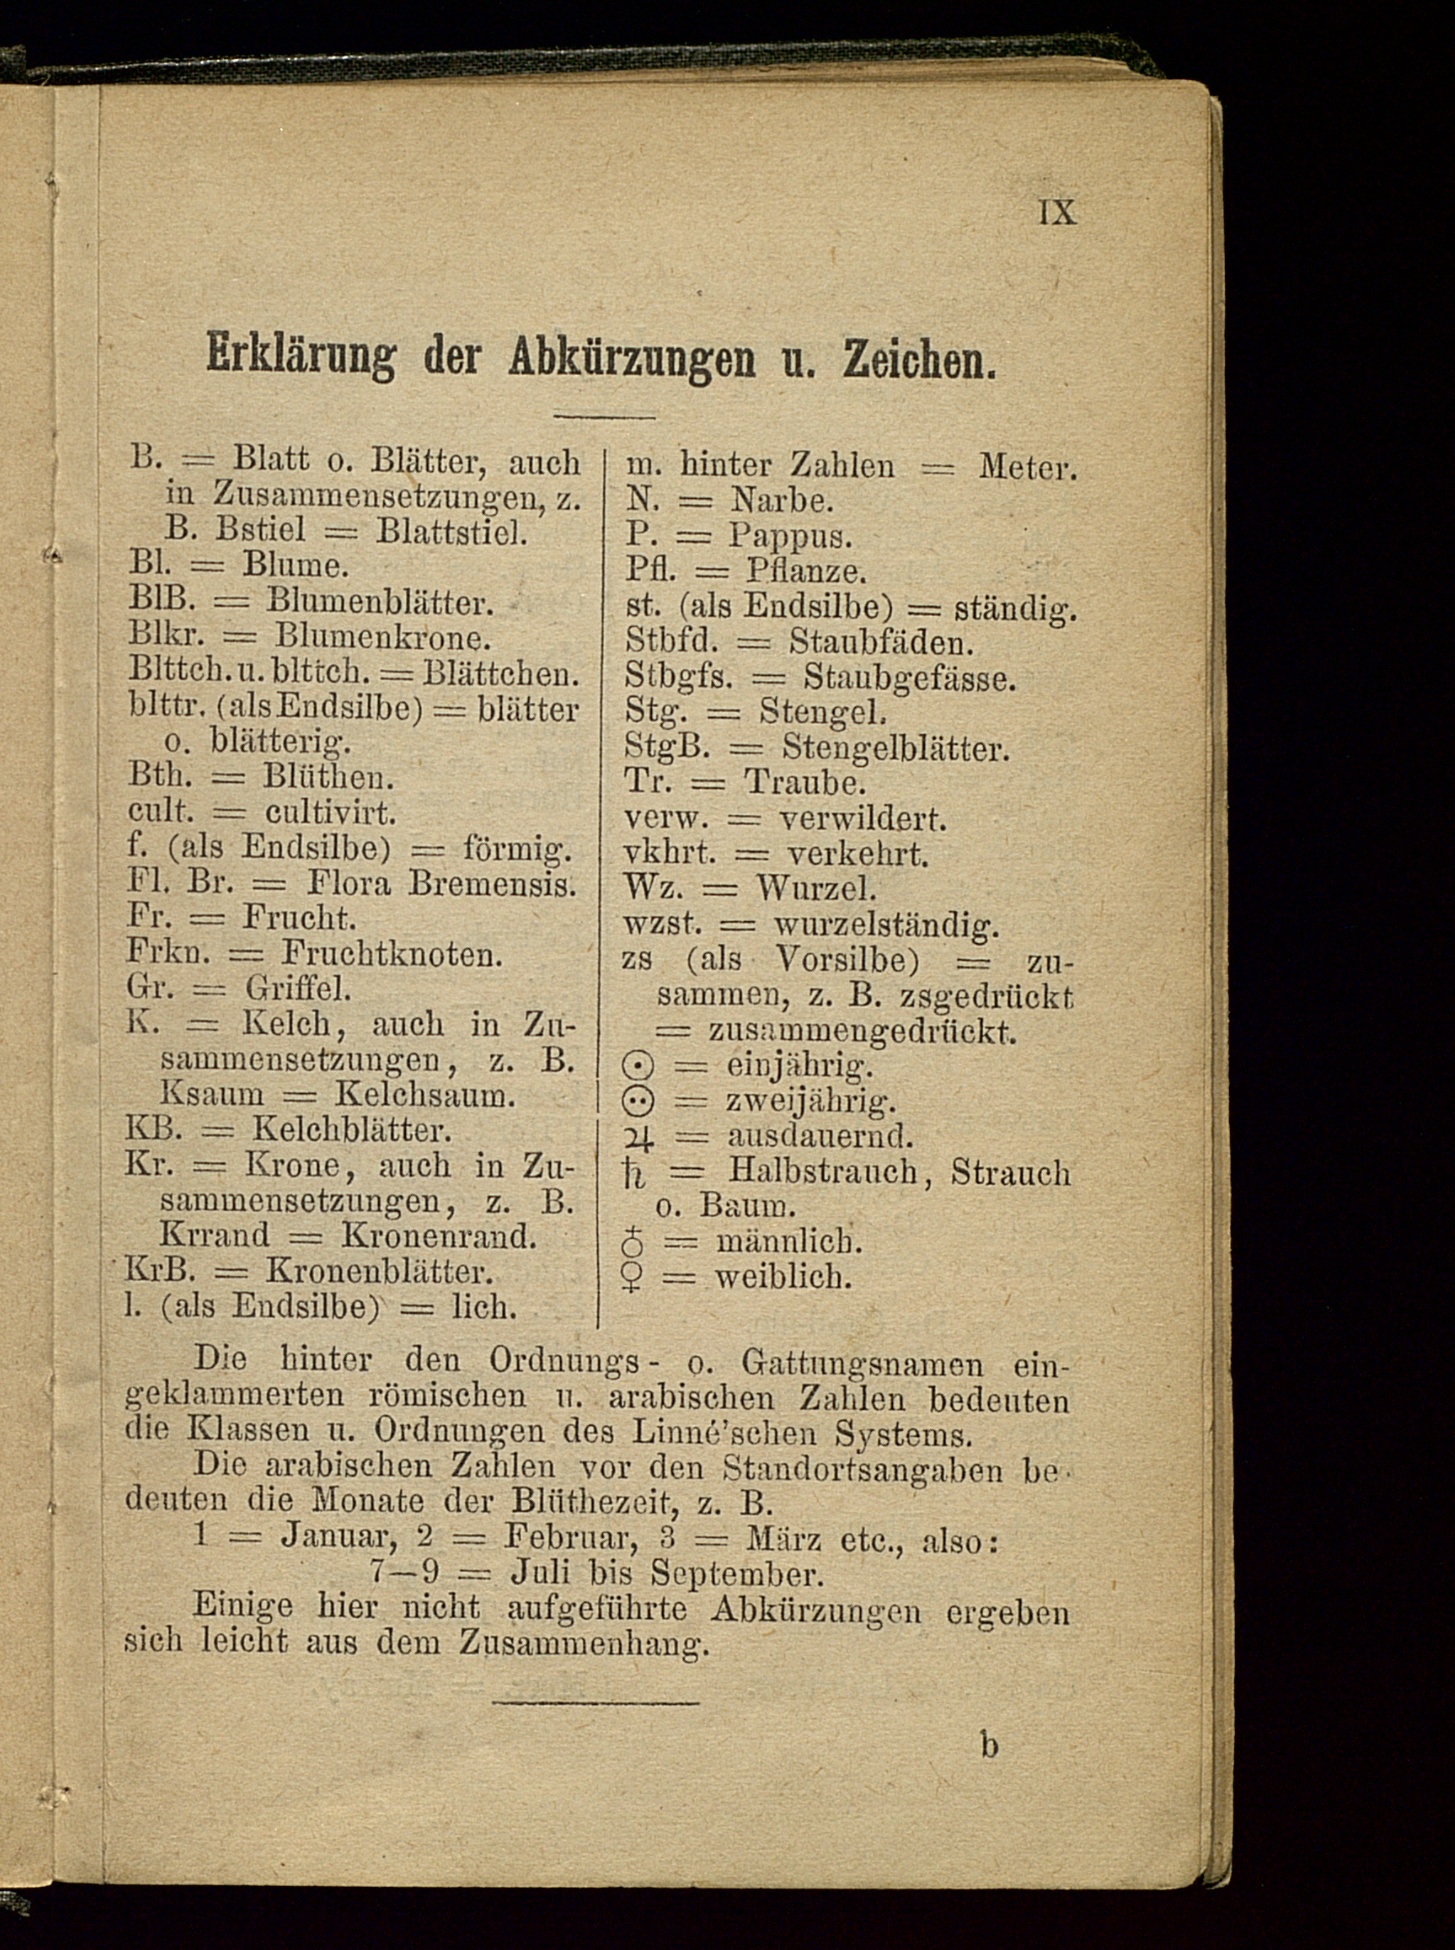 IX
Erklärung der Abkürzungen u. Zeichen.
B. = Blatt o. Blätter, auch
in Zusammensetzungen, z.
B. Bstiel = Blattstiel.
Bl. = Blume.
BlB. = Blumenblätter.
Blkr. = Blumenkrone.
Blttch. u. blttch. = Blättchen.
blttr. (als Endsilbe) = blätter
o. blätterig.
Bth. = Blüthen.
cult. = cultivirt.
f. (als Endsilbe) = förmig.
Fl. Br. = Flora Bremensis.
Fr. = Frucht.
Frkn. = Fruchtknoten.
Gr. = Griffel.
K. = Kelch, auch in Zu-
sammensetzungen, z. B.
Ksaum = Kelchsaum.
KB. = Kelchblätter.
Kr. = Krone, auch in Zu-
sammensetzungen, z. B.
Krrand = Kronenrand.
KrB. = Kronenblätter.
l. (als Endsilbe) = lich.
m. hinter Zahlen = Meter.
N. = Narbe.
P. = Pappus.
Pfl. = Pflanze.
st. (als Endsilbe) = ständig.
Stbfd. = Staubfäden.
Stbgfs. = Staubgefässe.
Stg. = Stengel.
StgB. = Stengelblätter.
Tr. = Traube.
verw. = verwildert.
vkhrt. = verkehrt.
Wz. = Wurzel.
wzst. = wurzelständig.
zs (als Vorsilbe) = zu-
sammen, z. B. zsgedrückt
= zusammengedrückt.
☉ = einjährig.
⚇ = zweijährig.
♃ = ausdauernd.
♄ = Halbstrauch, Strauch
o. Baum.
♁ = männlich.
♀ = weiblich.
Die hinter den Ordnungs- o. Gattungsnamen ein-
geklammerten römischen u. arabischen Zahlen bedeuten
die Klassen u. Ordnungen des Linné'schen Systems.
Die arabischen Zahlen vor den Standortsangaben be-
deuten die Monate der Blüthezeit, z. B.
1 = Januar, 2 = Februar, 3 = März etc., also:
7—9 = Juli bis September.
Einige hier nicht aufgeführte Abkürzungen ergeben
sich leicht aus dem Zusammenhang.
b